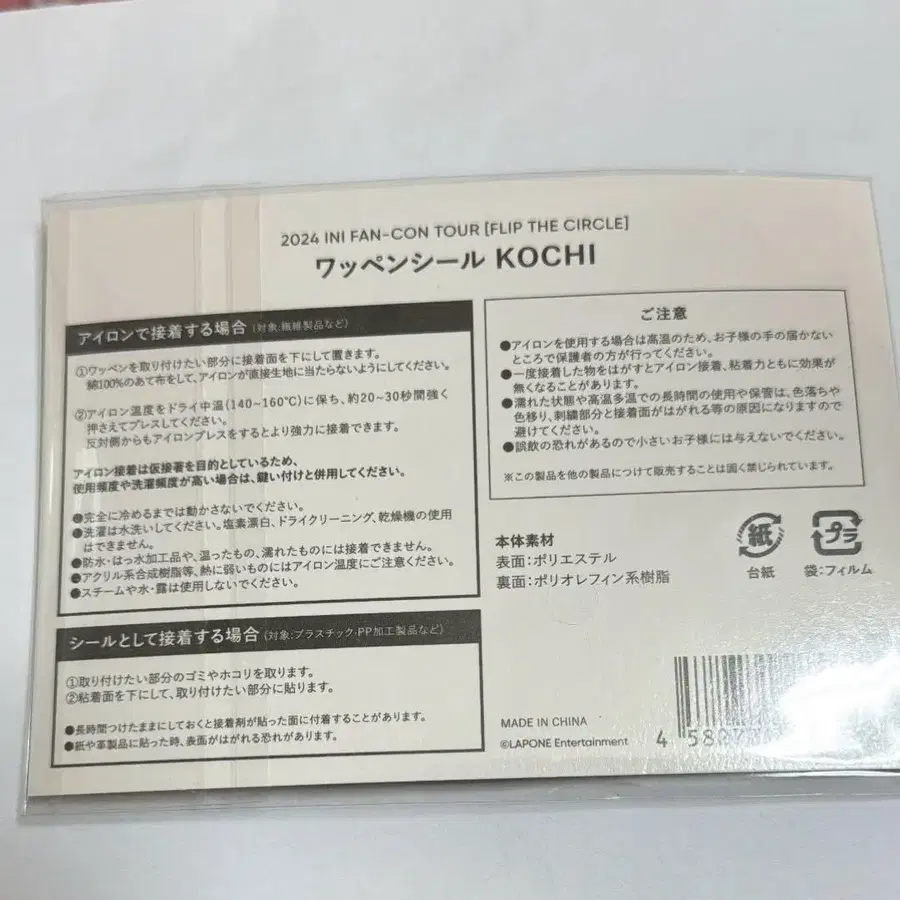 2024 INI FAN-CON TOUR [FLIP THE CIRCLE]
ワッペンシール KOCHI
アイロンで接着する場合 (対象:繊維製品など)
①ワッペンを取り付けたい部分に接着面を下にして置きます。
綿100%のあて布をして、アイロンが直接生地に当たらないようにしてください。
②アイロン温度をドライ中温(140~160℃)に保ち、約20~30秒間強く
押さえてプレスしてください。
反対側からもアイロンプレスをするとより強力に接着できます。
アイロン接着は仮接著を目的としているため、
使用頻度や洗濯頻度が高い場合は、縫い付けと併用してください。
●完全に冷めるまでは動かさないでください。
●洗濯は水洗いしてください。塩素漂白、ドライクリーニング、乾燥機の使用
はできません。
●防水・はっ水加工品や、湿ったもの、濡れたものには接着できません。
●アクリル系合成樹脂等、熱に弱いものにはアイロン温度にご注意ください。
●スチームや水・霧は使用しないでください。
シールとして接着する場合 (対象:プラスチック・PP加工製品など)
①取り付けたい部分のゴミやホコリを取ります。
②粘着面を下にして、取り付けたい部分に貼ります。
●長時間つけたままにしておくと接着剤が貼った面に付着することがあります。
●紙や革製品に貼った時、表面がはがれる恐れがあります。
ご注意
●アイロンを使用する場合は高温のため、お子様の手の届かない
ところで保護者の方が行ってください。
●一度接着した物をはがすとアイロン接着、粘着力ともに効果が
無くなることがあります。
●濡れた状態や高温多湿での長時間の使用や保管は、色落ちや
色移り、刺繍部分と接着面がはがれる等の原因になりますので
避けてください。
●誤飲の恐れがあるので小さいお子様には与えないでください。
※この製品を他の製品につけて販売することは固く禁じられています。
本体素材
表面:ポリエステル
裏面:ポリオレフィン系樹脂
紙
台紙
プラ
袋:フィルム
MADE IN CHINA
©LAPONE Entertainment
4 582